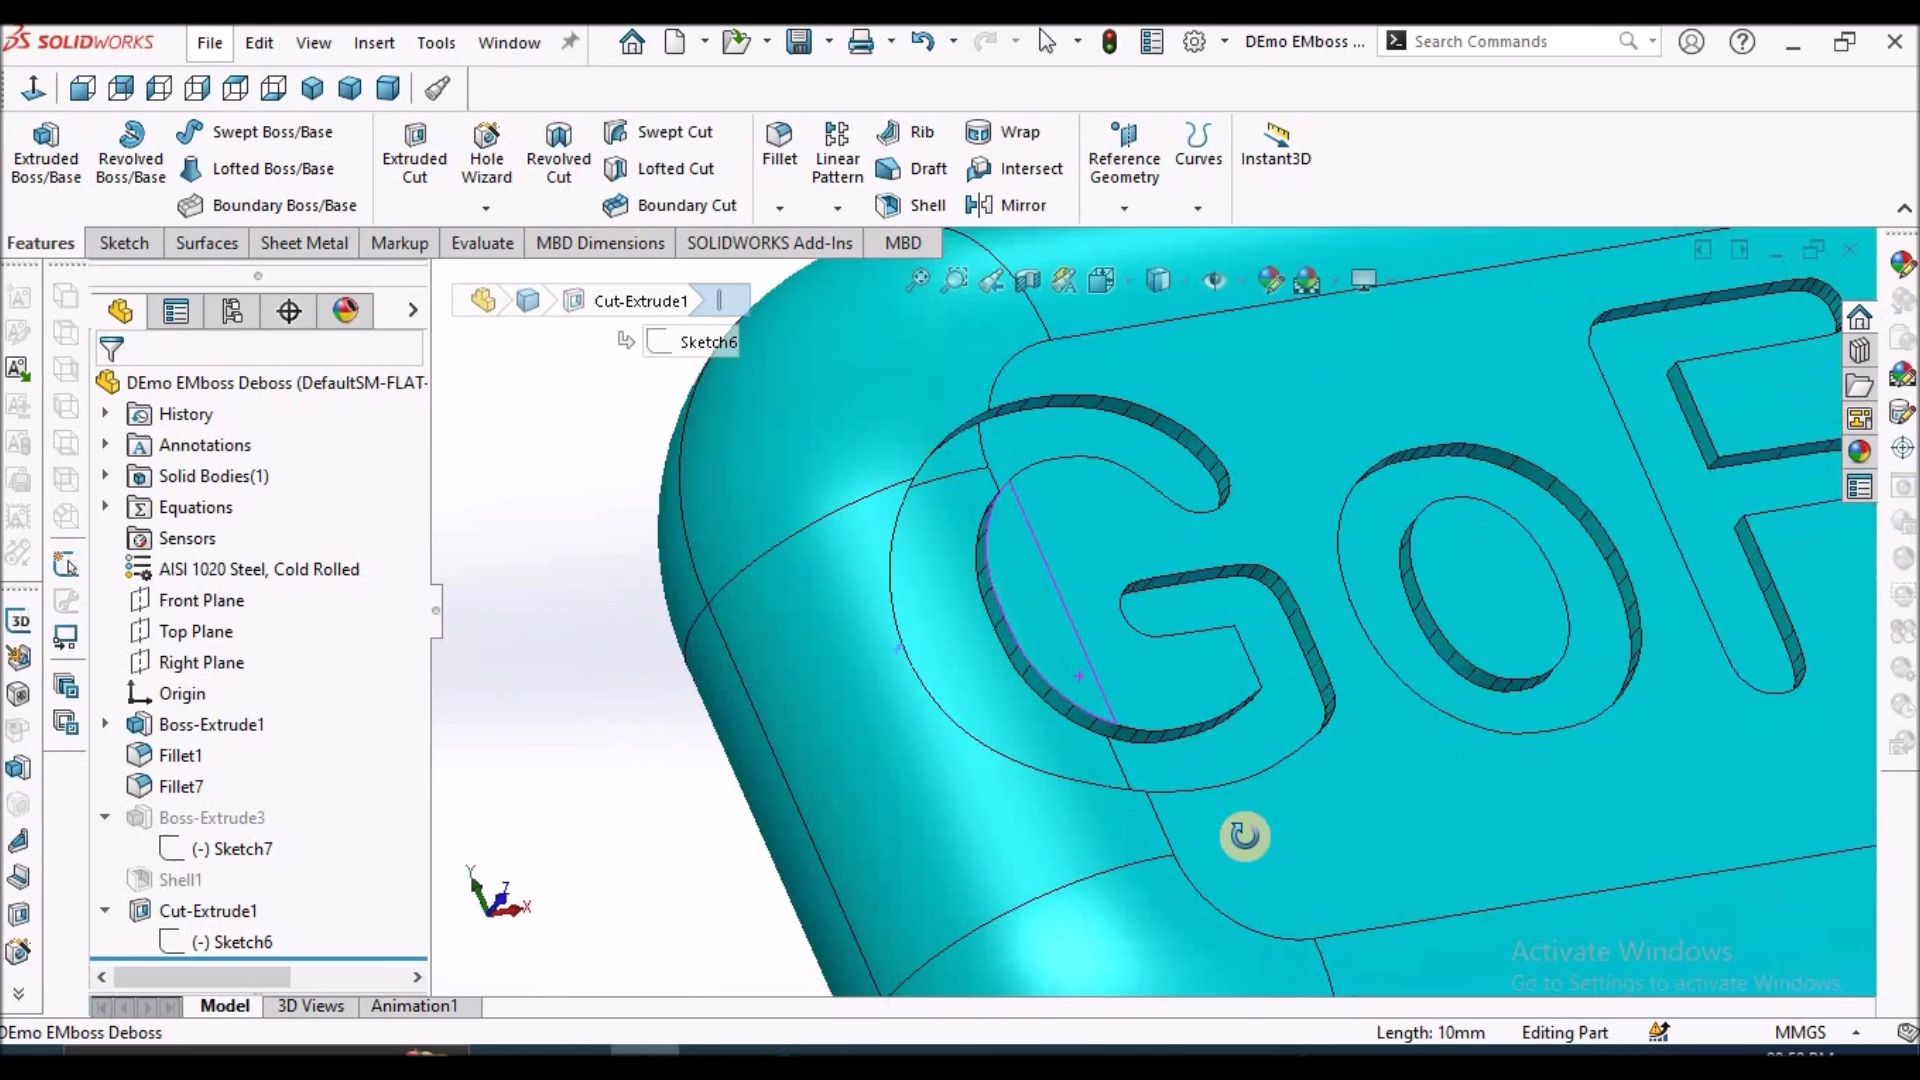 SOLIDWORKS File Edit View Insert Tools Window DEmo EMboss ... Search Commands
Extruded Boss/Base
Revolved Boss/Base
Swept Boss/Base
Lofted Boss/Base
Boundary Boss/Base
Extruded Cut
Hole Wizard
Revolved Cut
Swept Cut
Lofted Cut
Boundary Cut
Fillet
Linear Pattern
Rib
Draft
Shell
Wrap
Intersect
Mirror
Reference Geometry
Curves
Instant3D
Features Sketch Surfaces Sheet Metal Markup Evaluate MBD Dimensions SOLIDWORKS Add-Ins MBD
Cut-Extrude1
Sketch6
DEmo EMboss Deboss (DefaultSM-FLAT-
History
Annotations
Solid Bodies(1)
Equations
Sensors
AISI 1020 Steel, Cold Rolled
Front Plane
Top Plane
Right Plane
Origin
Boss-Extrude1
Fillet1
Fillet7
Boss-Extrude3
(-) Sketch7
Shell1
Cut-Extrude1
(-) Sketch6
3D
GoF
Y Z X
Activate Windows
Go to Settings to activate Windows.
Model 3D Views Animation1
DEmo EMboss Deboss Length: 10mm Editing Part MMGS